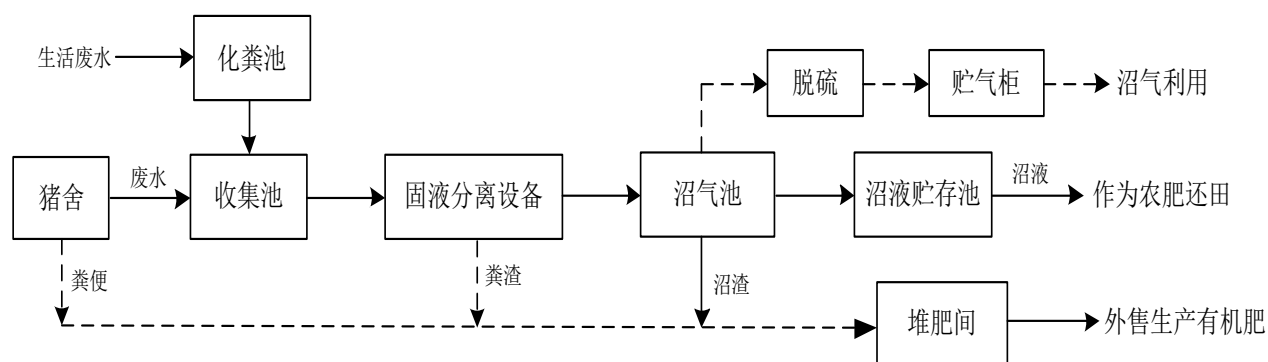 生活废水
化粪池
脱硫
贮气柜
沼气利用
猪舍
废水
收集池
固液分离设备
沼气池
沼液贮存池
沼液
作为农肥还田
粪便
粪渣
沼渣
堆肥间
外售生产有机肥